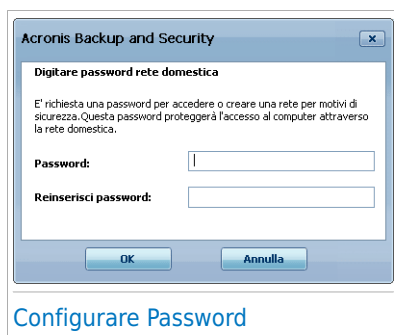 Acronis Backup and Security
Digitare password rete domestica
E' richiesta una password per accedere o creare una rete per motivi di
sicurezza.Questa password proteggerà l'accesso al computer attraverso
la rete domestica.
Password:
Reinserisci password:
OK Annulla
Configurare Password